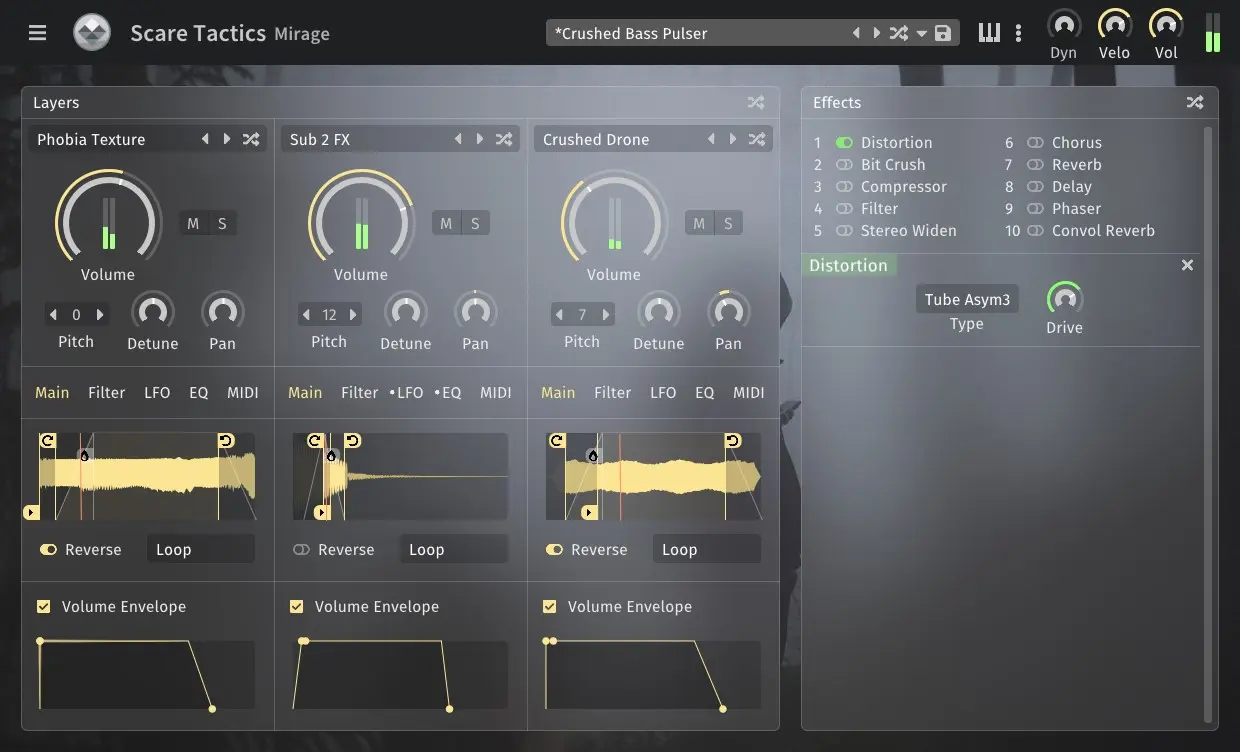 Scare Tactics Mirage
*Crushed Bass Pulser
Dyn Velo Vol
Layers
Phobia Texture
M S
Volume
0
Pitch Detune Pan
Main Filter LFO EQ MIDI
Reverse Loop
Volume Envelope
Sub 2 FX
M S
Volume
12
Pitch Detune Pan
Main Filter •LFO •EQ MIDI
Reverse Loop
Volume Envelope
Crushed Drone
M S
Volume
7
Pitch Detune Pan
Main Filter LFO EQ MIDI
Reverse Loop
Volume Envelope
Effects
1 Distortion
2 Bit Crush
3 Compressor
4 Filter
5 Stereo Widen
6 Chorus
7 Reverb
8 Delay
9 Phaser
10 Convol Reverb
Distortion
Tube Asym3
Type
Drive